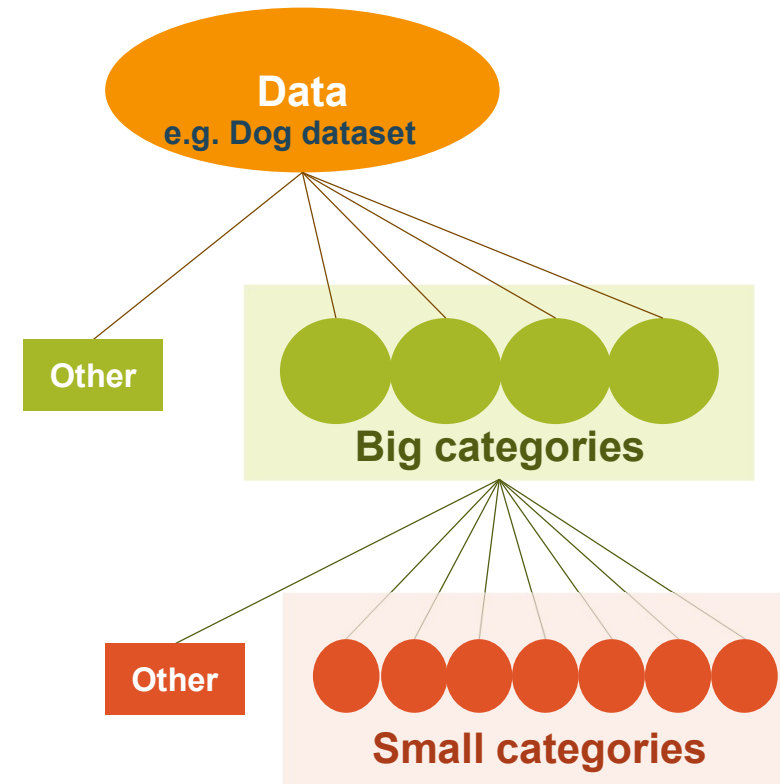 Data
e.g. Dog dataset
Other
Big categories
Other
Small categories